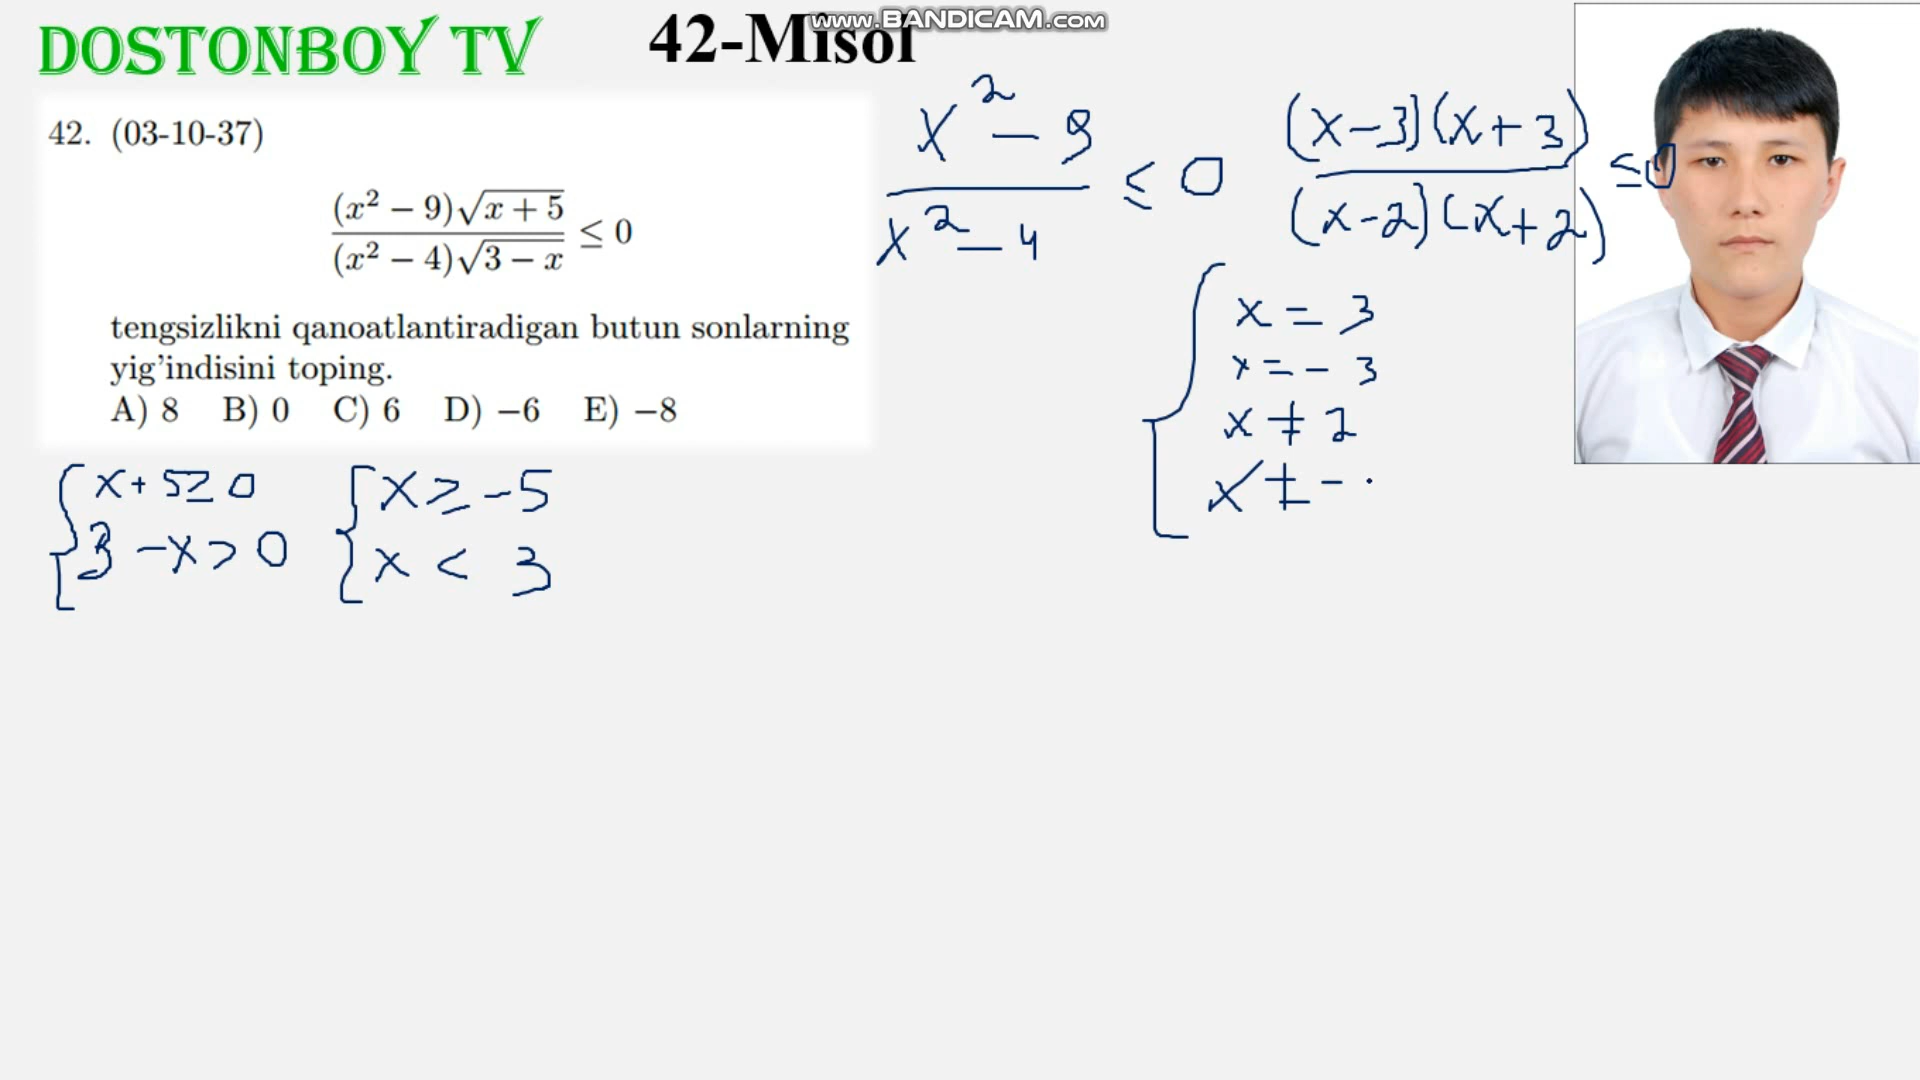 www.BANDICAM.com
DOSTONBOY TV
42-Misol
42. (03-10-37)
(x² − 9)√(x + 5) / (x² − 4)√(3 − x) ≤ 0
tengsizlikni qanoatlantiradigan butun sonlarning
yig'indisini toping.
A) 8 B) 0 C) 6 D) −6 E) −8
x² − 9 / x² − 4 ≤ 0
(x−3)(x+3) / (x−2)(x+2) ≤ 0
x = 3
x = − 3
x ≠ 2
x ≠ −
x + 5 ≥ 0
3 − x > 0
x ≥ −5
x < 3